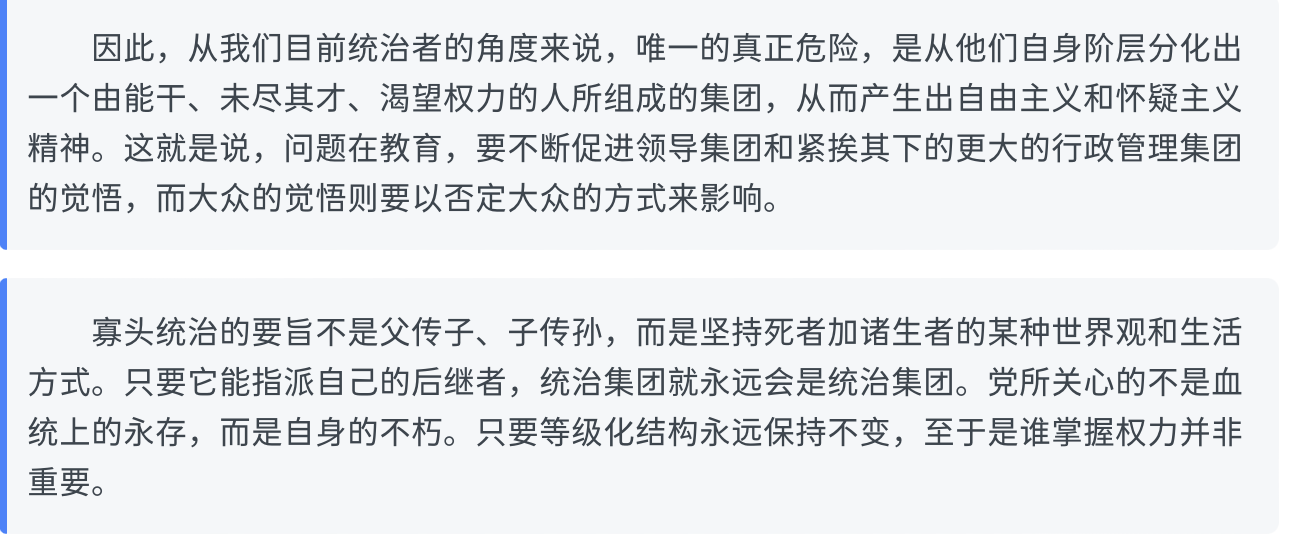 因此，从我们目前统治者的角度来说，唯一的真正危险，是从他们自身阶层分化出
一个由能干、未尽其才、渴望权力的人所组成的集团，从而产生出自由主义和怀疑主义
精神。这就是说，问题在教育，要不断促进领导集团和紧挨其下的更大的行政管理集团
的觉悟，而大众的觉悟则要以否定大众的方式来影响。
寡头统治的要旨不是父传子、子传孙，而是坚持死者加诸生者的某种世界观和生活
方式。只要它能指派自己的后继者，统治集团就永远会是统治集团。党所关心的不是血
统上的永存，而是自身的不朽。只要等级化结构永远保持不变，至于是谁掌握权力并非
重要。